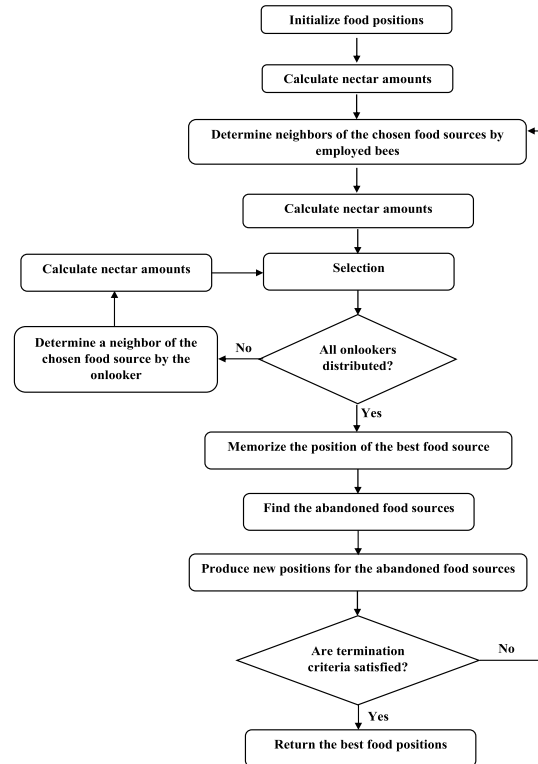 Initialize food positions
Calculate nectar amounts
Determine neighbors of the chosen food sources by
employed bees
Calculate nectar amounts
Calculate nectar amounts
Selection
Determine a neighbor of the
chosen food source by the
onlooker
No
All onlookers
distributed?
Yes
Memorize the position of the best food source
Find the abandoned food sources
Produce new positions for the abandoned food sources
Are termination
criteria satisfied?
No
Yes
Return the best food positions